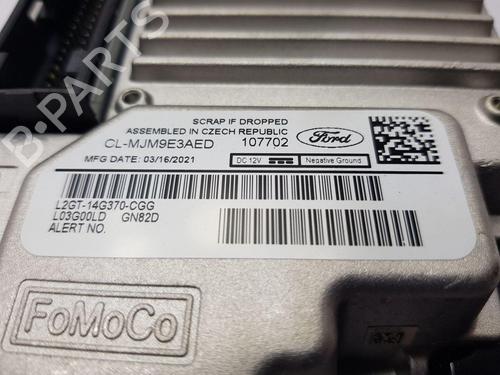 SCRAP IF DROPPED
ASSEMBLED IN CZECH REPUBLIC
CL-MJM9E3AED 107702
Ford
MFG DATE: 03/16/2021
DC 12V Negative Ground
L2GT-14G370-CGG
L03G00LD GN82D
ALERT NO.
FoMoCo
B-PARTS